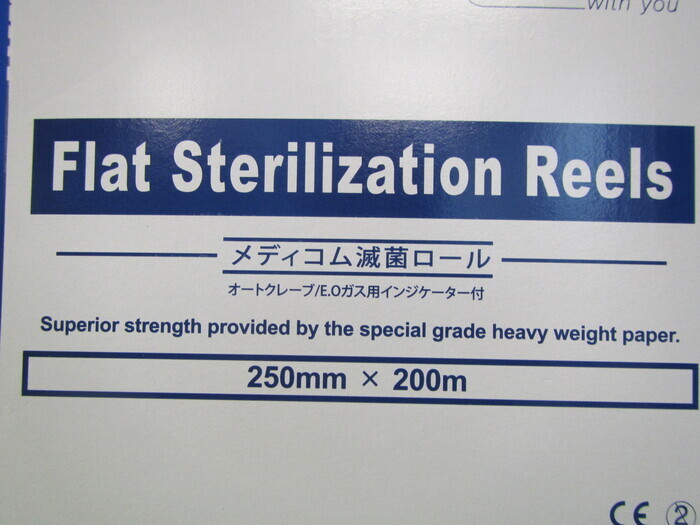 with you
Flat Sterilization Reels
メディコム滅菌ロール
オートクレーブ/E.Oガス用インジケーター付
Superior strength provided by the special grade heavy weight paper.
250mm × 200m
CE 2